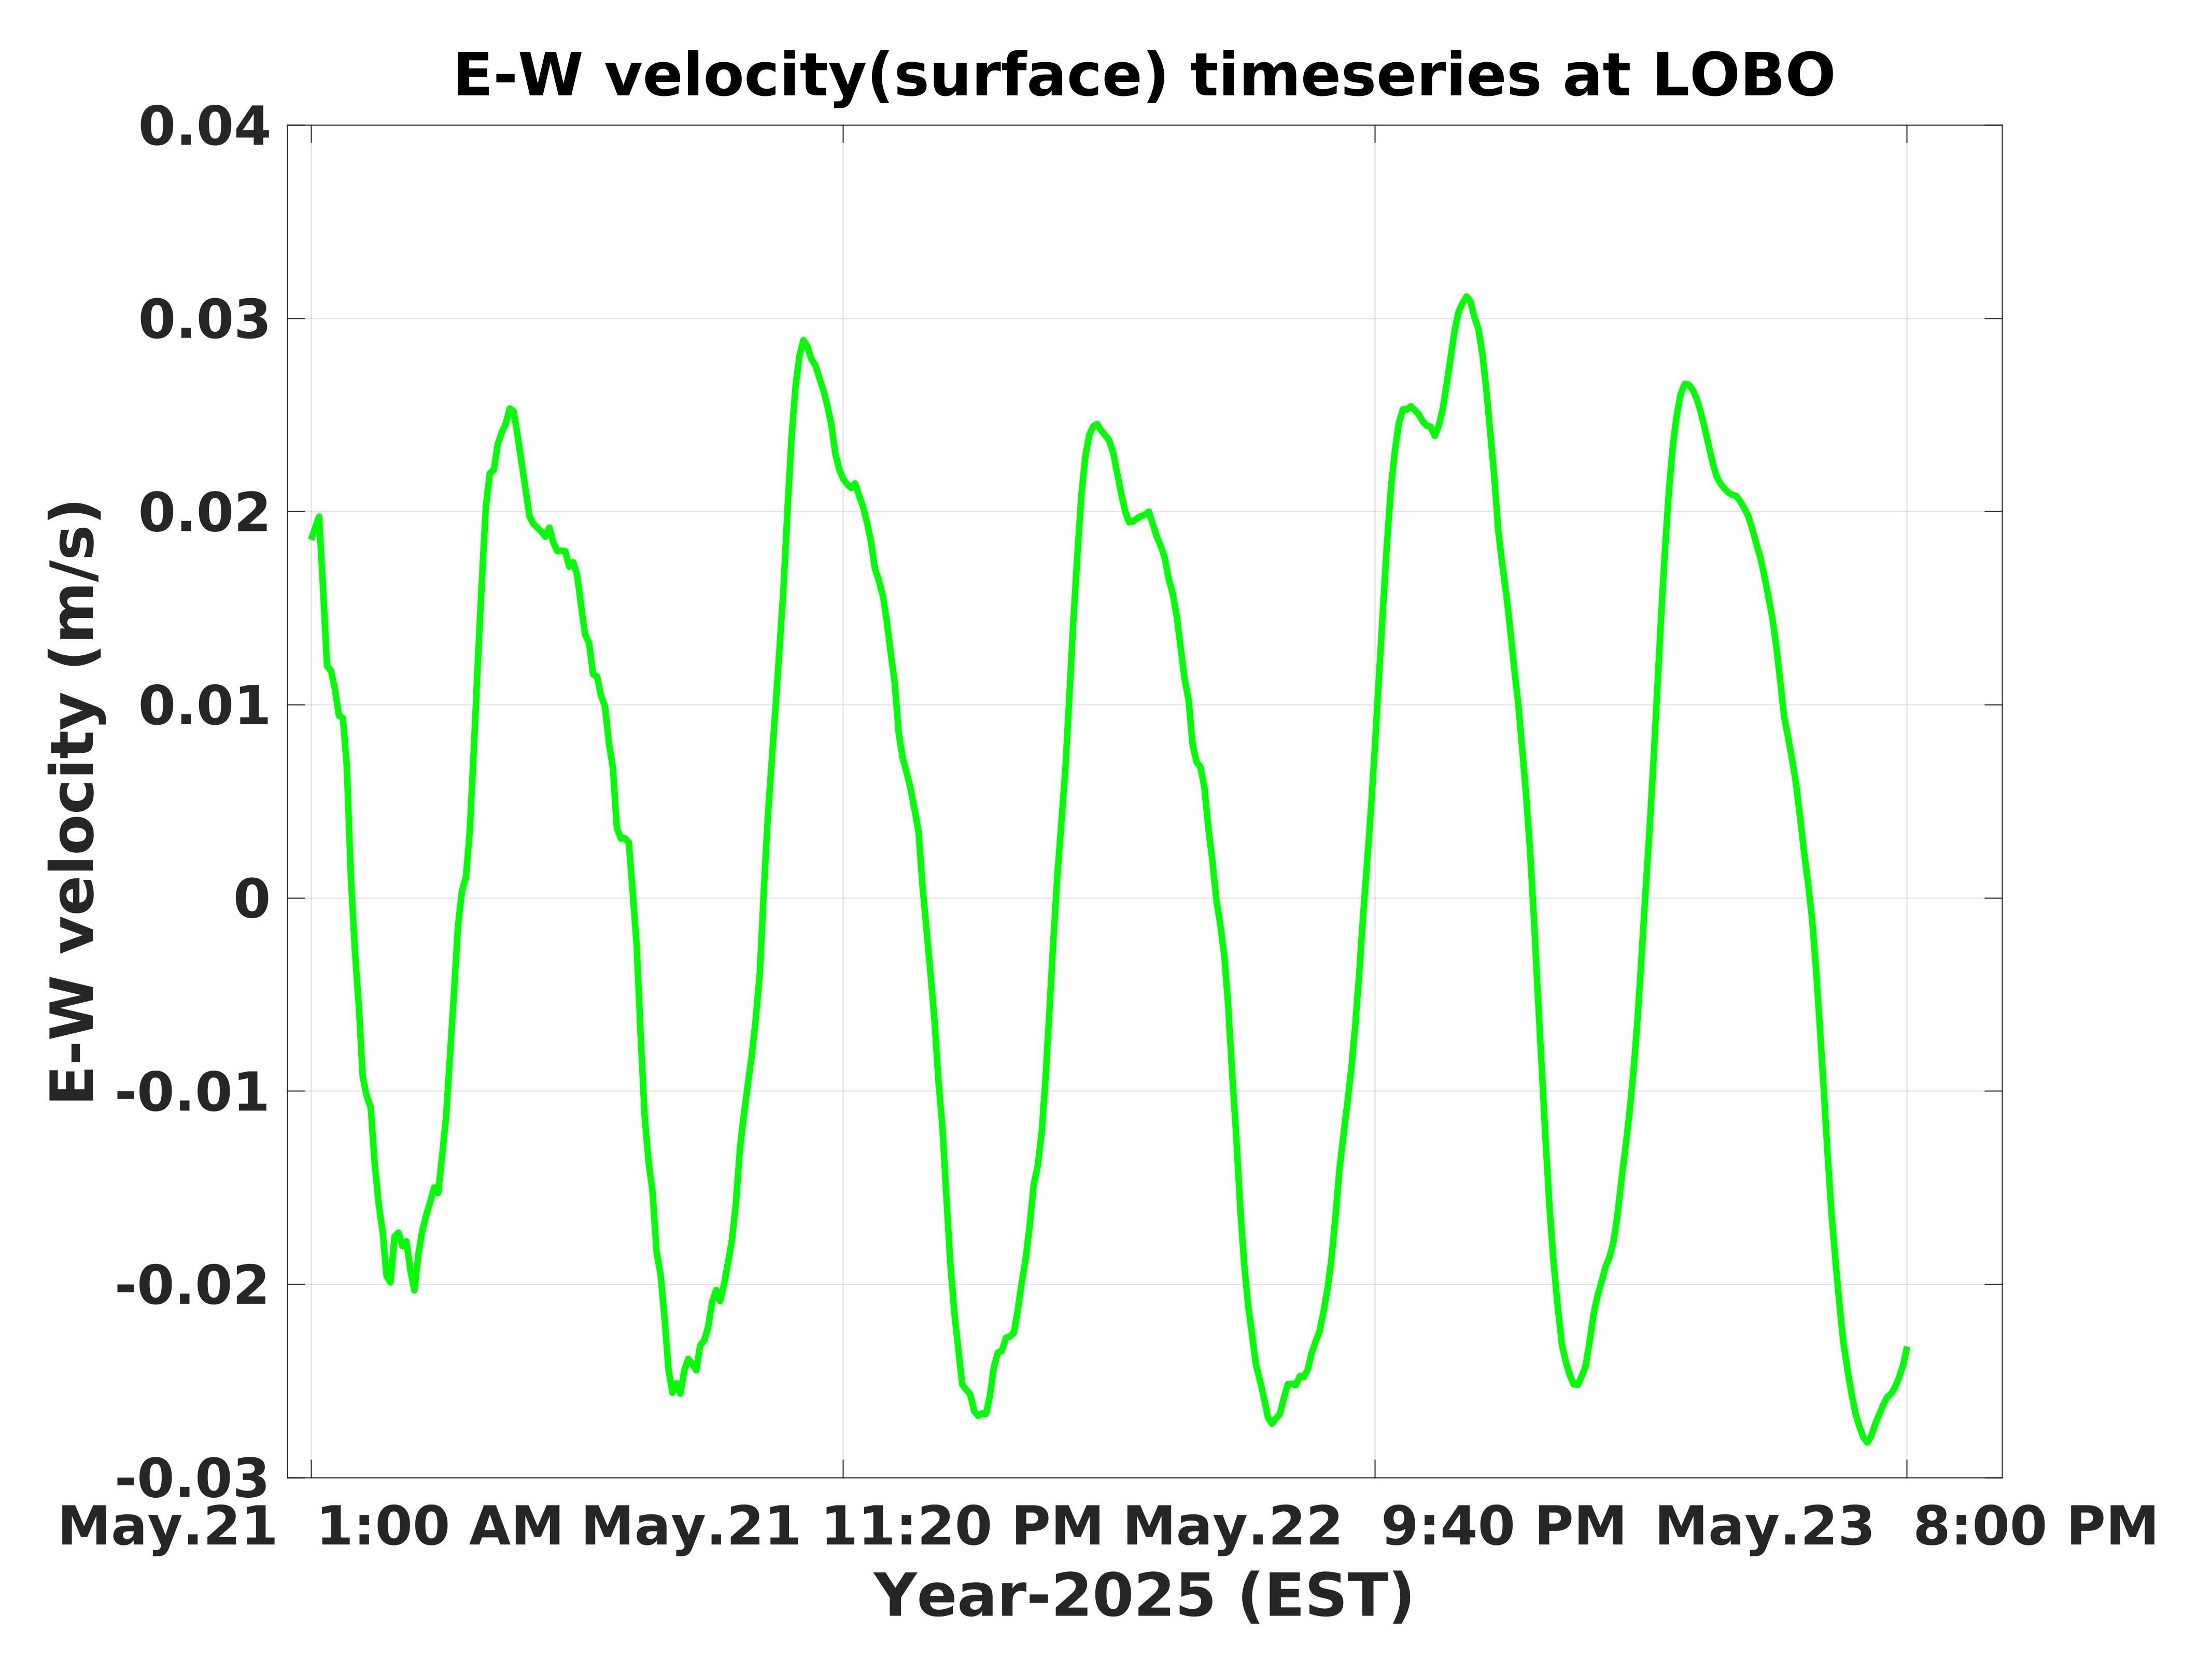 E-W velocity(surface) timeseries at LOBO
0.04
0.03
0.02
0.01
0
-0.01
-0.02
-0.03
E-W velocity (m/s)
May.21 1:00 AM May.21 11:20 PM May.22 9:40 PM May.23 8:00 PM
Year-2025 (EST)